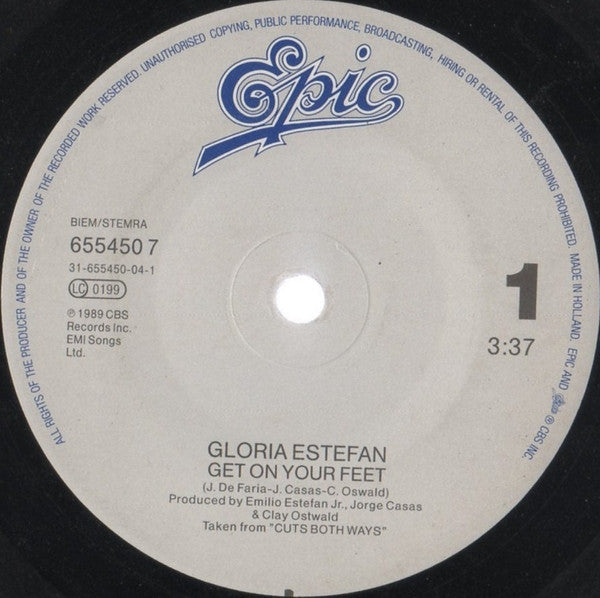 ALL RIGHTS OF THE PRODUCER AND OF THE OWNER OF THE RECORDED WORK RESERVED UNAUTHORISED COPYING, PUBLIC PERFORMANCE, BROADCASTING, HIRING OR RENTAL OF THIS RECORDING PROHIBITED. MADE IN HOLLAND. EPIC AND Epic ℗ CBS INC.
Epic
BIEM/STEMRA
655450 7
31-655450-04-1
LC 0199
℗ 1989 CBS
Records Inc.
EMI Songs
Ltd.
1
3:37
GLORIA ESTEFAN
GET ON YOUR FEET
(J. De Faria-J. Casas-C. Oswald)
Produced by Emilio Estefan Jr., Jorge Casas
& Clay Ostwald
Taken from "CUTS BOTH WAYS"